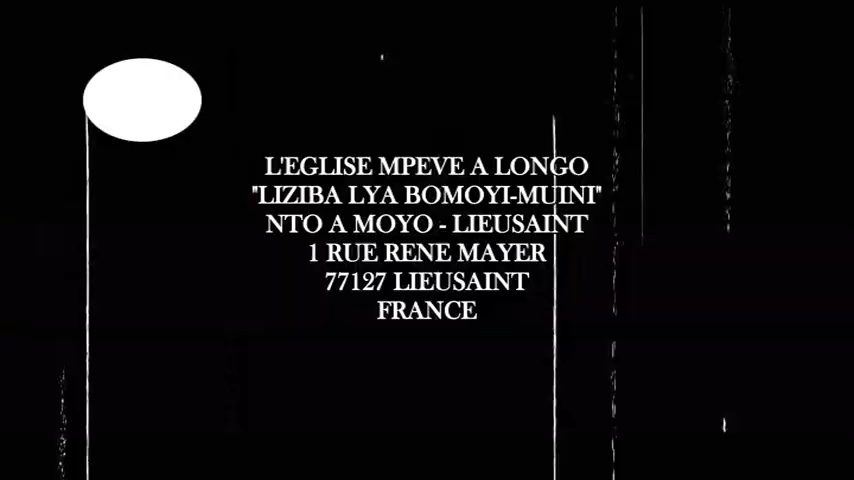 L'EGLISE MPEVE A LONGO
"LIZIBA LYA BOMOYI-MUINI"
NTO A MOYO - LIEUSAINT
1 RUE RENE MAYER
77127 LIEUSAINT
FRANCE